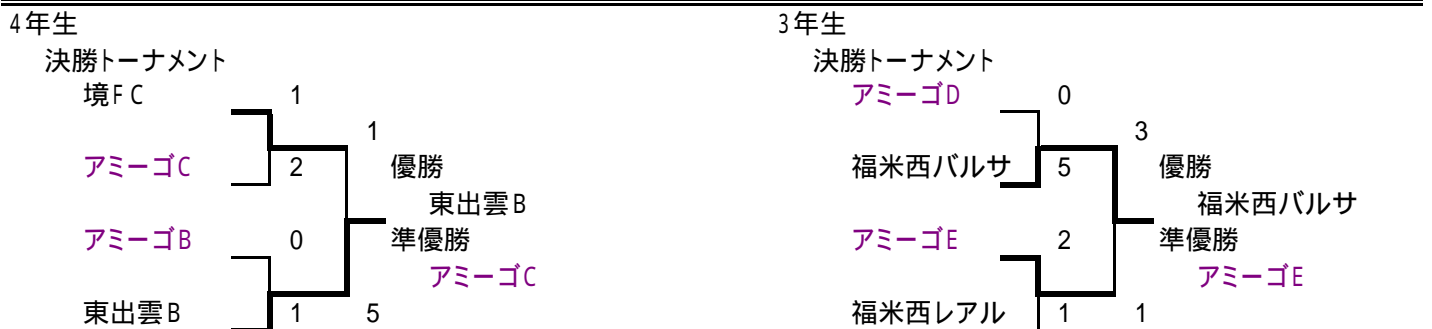 4年生
決勝トーナメント
境FC 1
1
アミーゴC 2 優勝
東出雲B
アミーゴB 0 準優勝
アミーゴC
東出雲B 1 5
3年生
決勝トーナメント
アミーゴD 0
3
福米西バルサ 5 優勝
福米西バルサ
アミーゴE 2 準優勝
アミーゴE
福米西レアル 1 1